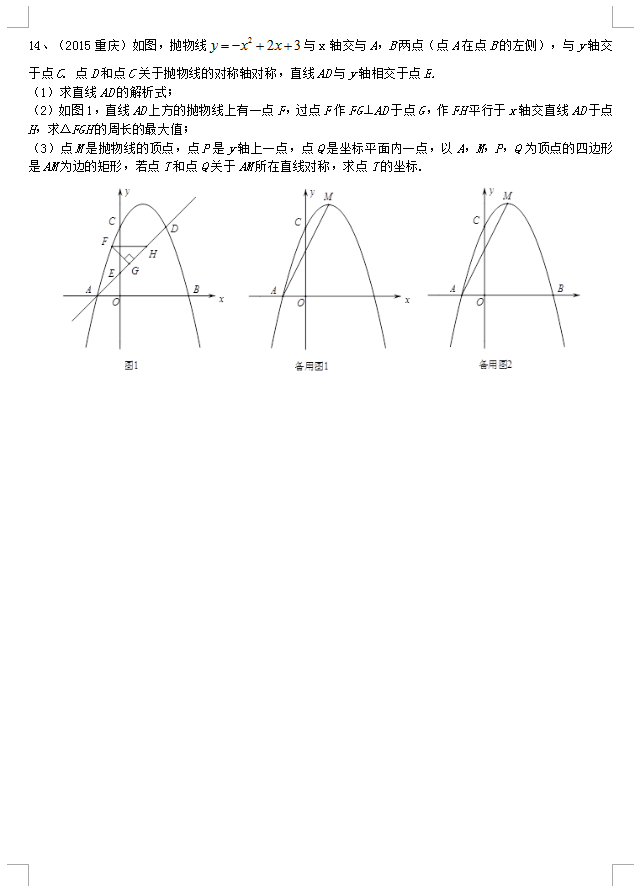 14、（2015 重庆）如图，抛物线 y=-x²+2x+3 与 x 轴交与 A，B 两点（点 A 在点 B 的左侧），与 y 轴交
于点 C．点 D 和点 C 关于抛物线的对称轴对称，直线 AD 与 y 轴相交于点 E．
（1）求直线 AD 的解析式；
（2）如图 1，直线 AD 上方的抛物线上有一点 F，过点 F 作 FG⊥AD 于点 G，作 FH 平行于 x 轴交直线 AD 于点
H，求△FGH 的周长的最大值；
（3）点 M 是抛物线的顶点，点 P 是 y 轴上一点，点 Q 是坐标平面内一点，以 A，M，P，Q 为顶点的四边形
是 AM 为边的矩形，若点 T 和点 Q 关于 AM 所在直线对称，求点 T 的坐标．
y
C
D
F
H
E
G
A
O
B
x
图1
y
M
C
A
O
x
备用图1
y
M
C
A
O
B
备用图2